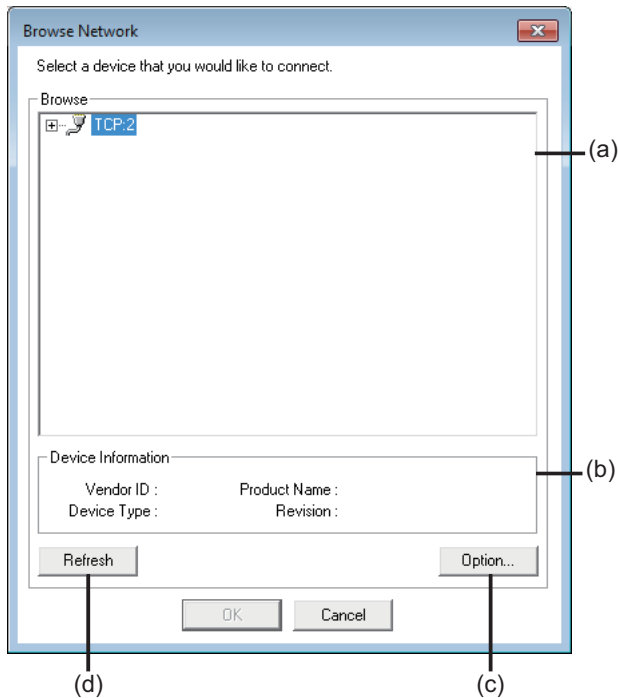 Browse Network
Select a device that you would like to connect.
Browse
TCP:2
(a)
Device Information
(b)
Vendor ID :
Product Name :
Device Type :
Revision :
Refresh
Option...
OK
Cancel
(d)
(c)